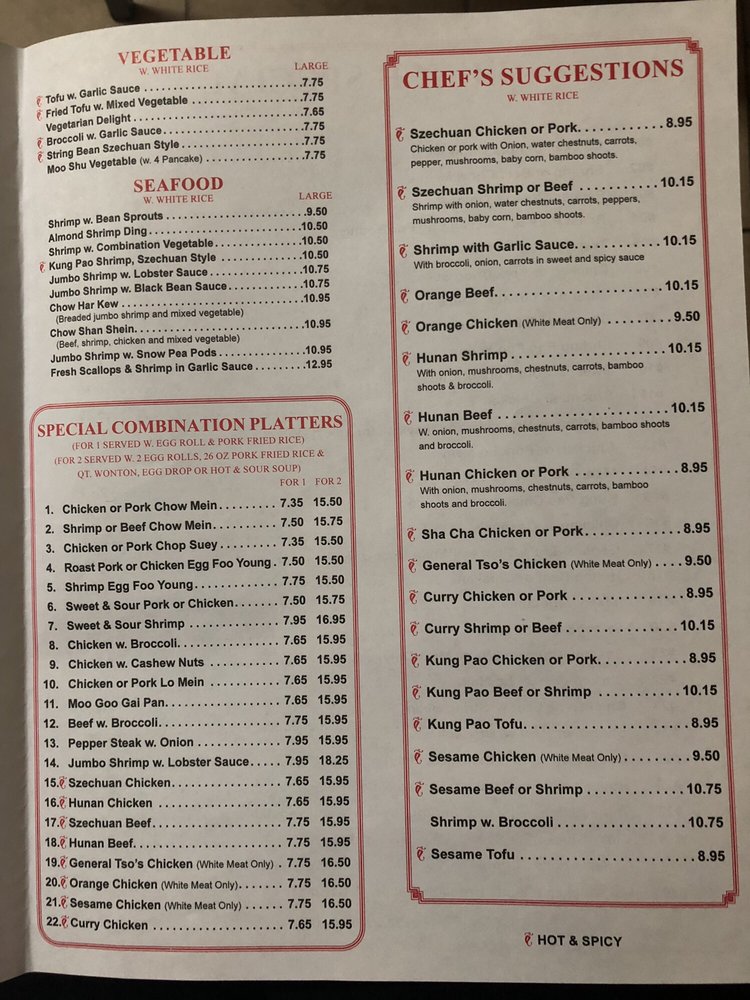 VEGETABLE
W. WHITE RICE
LARGE
Tofu w. Garlic Sauce . . . . . . . . . . . . . . . . . . . . . . . . . .7.75
Fried Tofu w. Mixed Vegetable . . . . . . . . . . . . . . . . . .7.75
Vegetarian Delight . . . . . . . . . . . . . . . . . . . . . . . . . . . .7.65
Broccoli w. Garlic Sauce. . . . . . . . . . . . . . . . . . . . . . . .7.75
String Bean Szechuan Style . . . . . . . . . . . . . . . . . . . . .7.75
Moo Shu Vegetable (w. 4 Pancake) . . . . . . . . . . . . . . . . . .7.75
SEAFOOD
W. WHITE RICE
LARGE
Shrimp w. Bean Sprouts . . . . . . . . . . . . . . . . . . . . . . .9.50
Almond Shrimp Ding. . . . . . . . . . . . . . . . . . . . . . . . .10.50
Shrimp w. Combination Vegetable. . . . . . . . . . . . . . .10.50
Kung Pao Shrimp, Szechuan Style . . . . . . . . . . . . . .10.50
Jumbo Shrimp w. Lobster Sauce . . . . . . . . . . . . . . . .10.75
Jumbo Shrimp w. Black Bean Sauce. . . . . . . . . . . . .10.75
Chow Har Kew . . . . . . . . . . . . . . . . . . . . . . . . . . . . .10.95
(Breaded jumbo shrimp and mixed vegetable)
Chow Shan Shein. . . . . . . . . . . . . . . . . . . . . . . . . . .10.95
(Beef, shrimp, chicken and mixed vegetable)
Jumbo Shrimp w. Snow Pea Pods . . . . . . . . . . . . . .10.95
Fresh Scallops & Shrimp in Garlic Sauce . . . . . . . . .12.95
SPECIAL COMBINATION PLATTERS
(FOR 1 SERVED W. EGG ROLL & PORK FRIED RICE)
(FOR 2 SERVED W. 2 EGG ROLLS, 26 OZ PORK FRIED RICE &
QT. WONTON, EGG DROP OR HOT & SOUR SOUP)
FOR 1 FOR 2
1. Chicken or Pork Chow Mein. . . . . . . . . 7.35 15.50
2. Shrimp or Beef Chow Mein. . . . . . . . . . 7.50 15.75
3. Chicken or Pork Chop Suey . . . . . . . . . 7.35 15.50
4. Roast Pork or Chicken Egg Foo Young . 7.50 15.50
5. Shrimp Egg Foo Young. . . . . . . . . . . . . 7.75 15.50
6. Sweet & Sour Pork or Chicken. . . . . . . 7.50 15.75
7. Sweet & Sour Shrimp . . . . . . . . . . . . . . 7.95 16.95
8. Chicken w. Broccoli. . . . . . . . . . . . . . . . 7.65 15.95
9. Chicken w. Cashew Nuts . . . . . . . . . . . 7.65 15.95
10. Chicken or Pork Lo Mein . . . . . . . . . . . 7.65 15.95
11. Moo Goo Gai Pan. . . . . . . . . . . . . . . . . 7.65 15.95
12. Beef w. Broccoli. . . . . . . . . . . . . . . . . . 7.75 15.95
13. Pepper Steak w. Onion . . . . . . . . . . . . 7.95 15.95
14. Jumbo Shrimp w. Lobster Sauce. . . . . 7.95 18.25
15. Szechuan Chicken. . . . . . . . . . . . . . . . 7.65 15.95
16. Hunan Chicken . . . . . . . . . . . . . . . . . . 7.65 15.95
17. Szechuan Beef. . . . . . . . . . . . . . . . . . . 7.75 15.95
18. Hunan Beef. . . . . . . . . . . . . . . . . . . . . . 7.75 15.95
19. General Tso's Chicken (White Meat Only) . 7.75 16.50
20. Orange Chicken (White Meat Only). . . . . . . 7.75 16.50
21. Sesame Chicken (White Meat Only) . . . . . . 7.75 16.50
22. Curry Chicken . . . . . . . . . . . . . . . . . . . 7.65 15.95
CHEF'S SUGGESTIONS
W. WHITE RICE
Szechuan Chicken or Pork. . . . . . . . . . . . 8.95
Chicken or pork with Onion, water chestnuts, carrots,
pepper, mushrooms, baby corn, bamboo shoots.
Szechuan Shrimp or Beef . . . . . . . . . . . 10.15
Shrimp with onion, water chestnuts, carrots, peppers,
mushrooms, baby corn, bamboo shoots.
Shrimp with Garlic Sauce. . . . . . . . . . . . 10.15
With broccoli, onion, carrots in sweet and spicy sauce
Orange Beef. . . . . . . . . . . . . . . . . . . . . . . 10.15
Orange Chicken (White Meat Only) . . . . . . . . . 9.50
Hunan Shrimp . . . . . . . . . . . . . . . . . . . . . 10.15
With onion, mushrooms, chestnuts, carrots, bamboo
shoots & broccoli.
Hunan Beef . . . . . . . . . . . . . . . . . . . . . . . 10.15
W. onion, mushrooms, chestnuts, carrots, bamboo shoots
and broccoli.
Hunan Chicken or Pork . . . . . . . . . . . . . . 8.95
With onion, mushrooms, chestnuts, carrots, bamboo
shoots and broccoli.
Sha Cha Chicken or Pork. . . . . . . . . . . . . 8.95
General Tso's Chicken (White Meat Only) . . . . 9.50
Curry Chicken or Pork . . . . . . . . . . . . . . . 8.95
Curry Shrimp or Beef . . . . . . . . . . . . . . . 10.15
Kung Pao Chicken or Pork. . . . . . . . . . . . 8.95
Kung Pao Beef or Shrimp . . . . . . . . . . . 10.15
Kung Pao Tofu. . . . . . . . . . . . . . . . . . . . . 8.95
Sesame Chicken (White Meat Only). . . . . . . . . 9.50
Sesame Beef or Shrimp . . . . . . . . . . . . . 10.75
Shrimp w. Broccoli . . . . . . . . . . . . . . . . . 10.75
Sesame Tofu . . . . . . . . . . . . . . . . . . . . . . . 8.95
HOT & SPICY